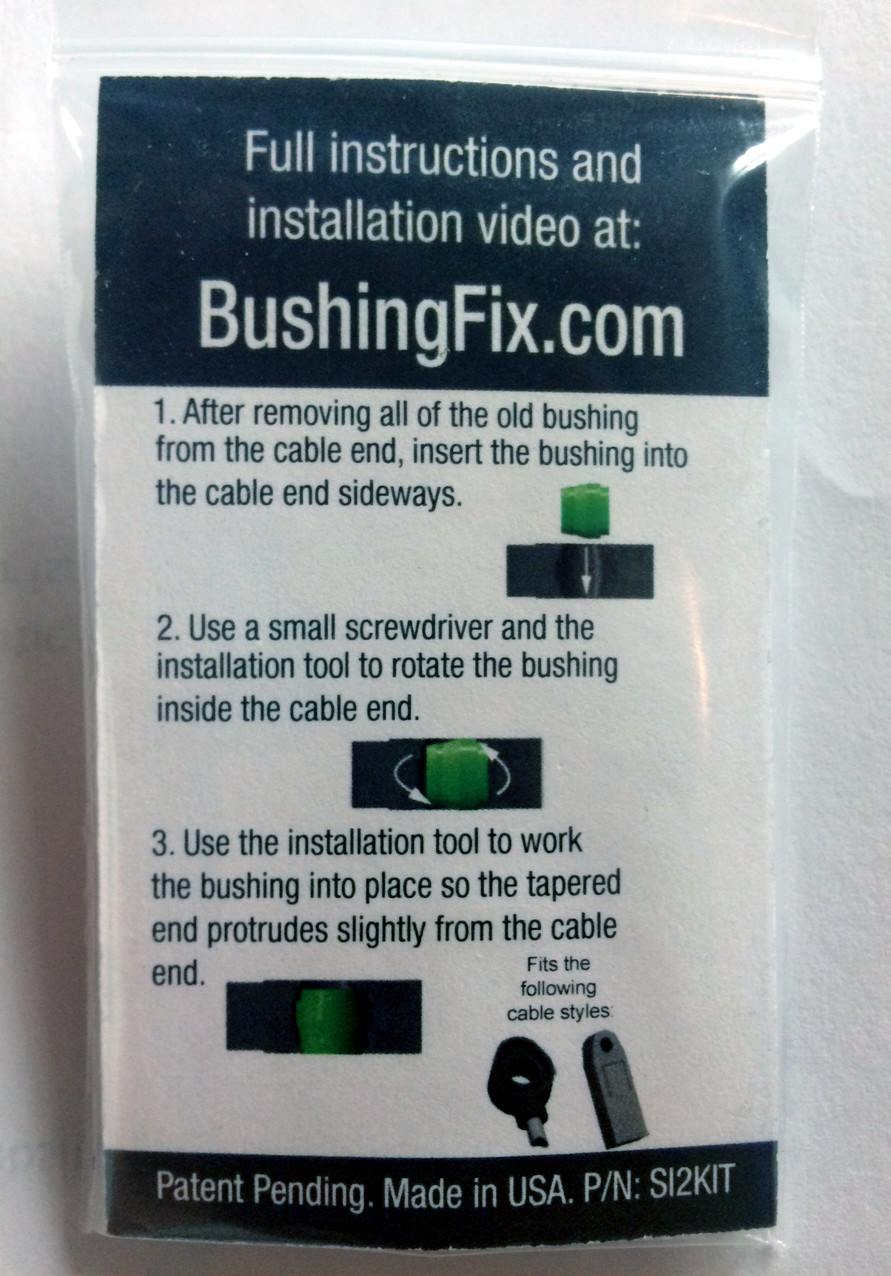 Full instructions and
installation video at:
BushingFix.com
1. After removing all of the old bushing
from the cable end, insert the bushing into
the cable end sideways.
2. Use a small screwdriver and the
installation tool to rotate the bushing
inside the cable end.
3. Use the installation tool to work
the bushing into place so the tapered
end protrudes slightly from the cable
end.
Fits the
following
cable styles:
Patent Pending. Made in USA. P/N: SI2KIT